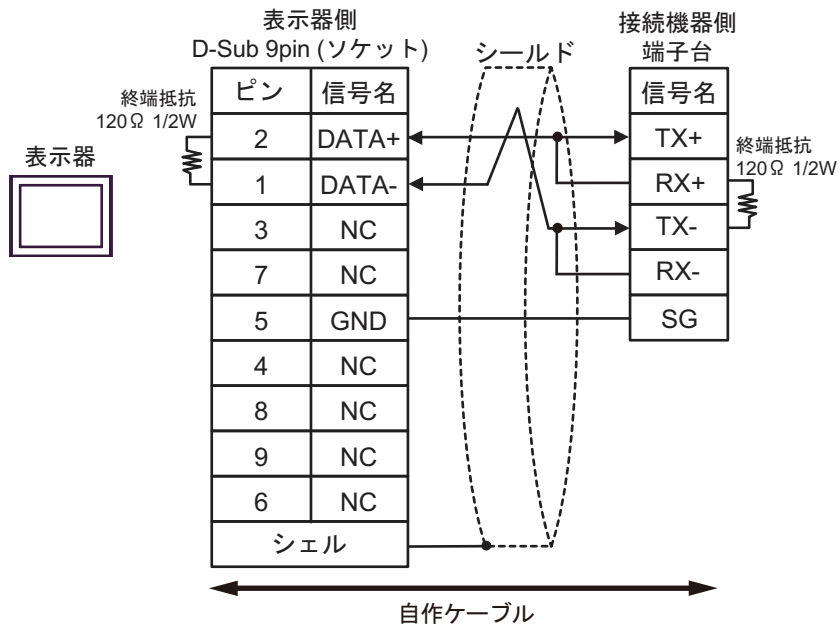 表示器側
D-Sub 9pin (ソケット)
シールド
接続機器側
端子台
終端抵抗
120Ω 1/2W
表示器
ピン 信号名
2 DATA+
1 DATA-
3 NC
7 NC
5 GND
4 NC
8 NC
9 NC
6 NC
シェル
信号名
TX+
RX+
TX-
RX-
SG
終端抵抗
120Ω 1/2W
自作ケーブル